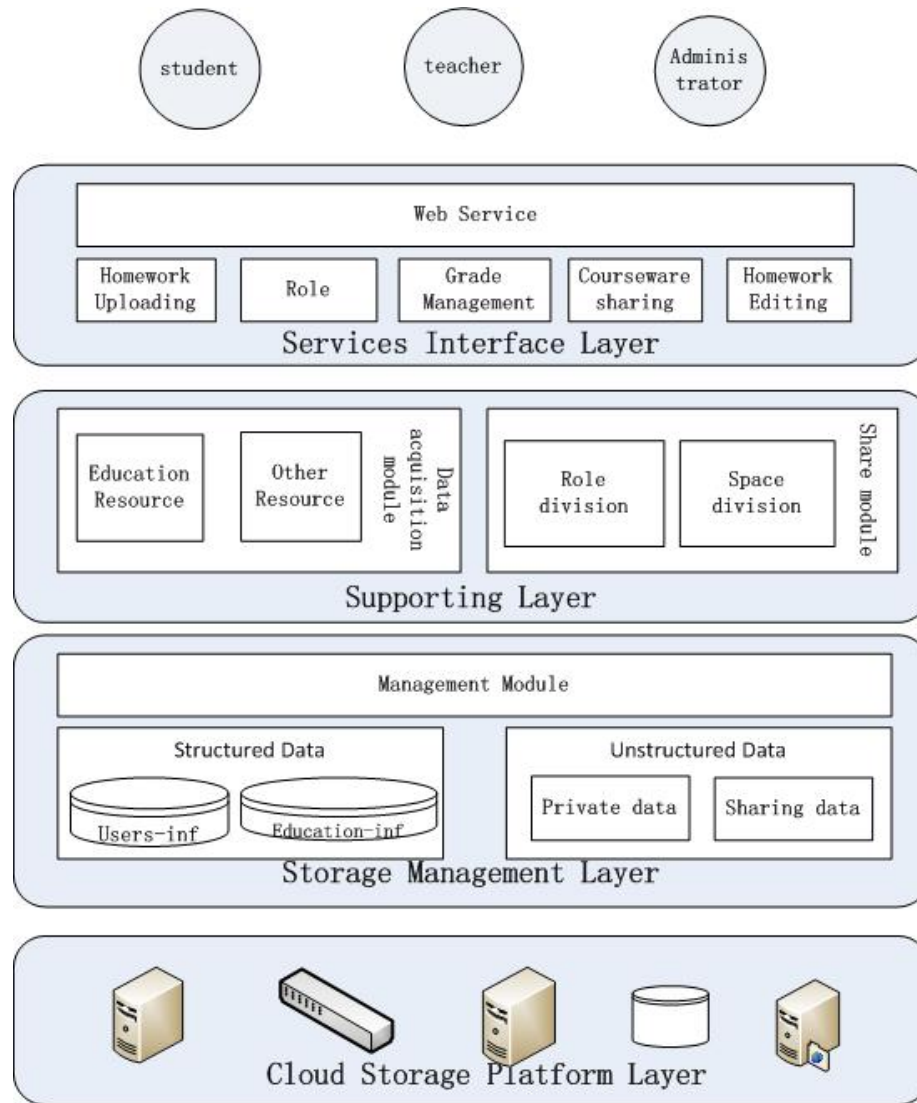 student
teacher
Adminis
trator
Web Service
Homework
Uploading
Role
Grade
Management
Courseware
sharing
Homework
Editing
Services Interface Layer
Education
Resource
Other
Resource
Data
acquisition
module
Role
division
Space
division
Share module
Supporting Layer
Management Module
Structured Data
Users-inf
Education-inf
Unstructured Data
Private data
Sharing data
Storage Management Layer
Cloud Storage Platform Layer